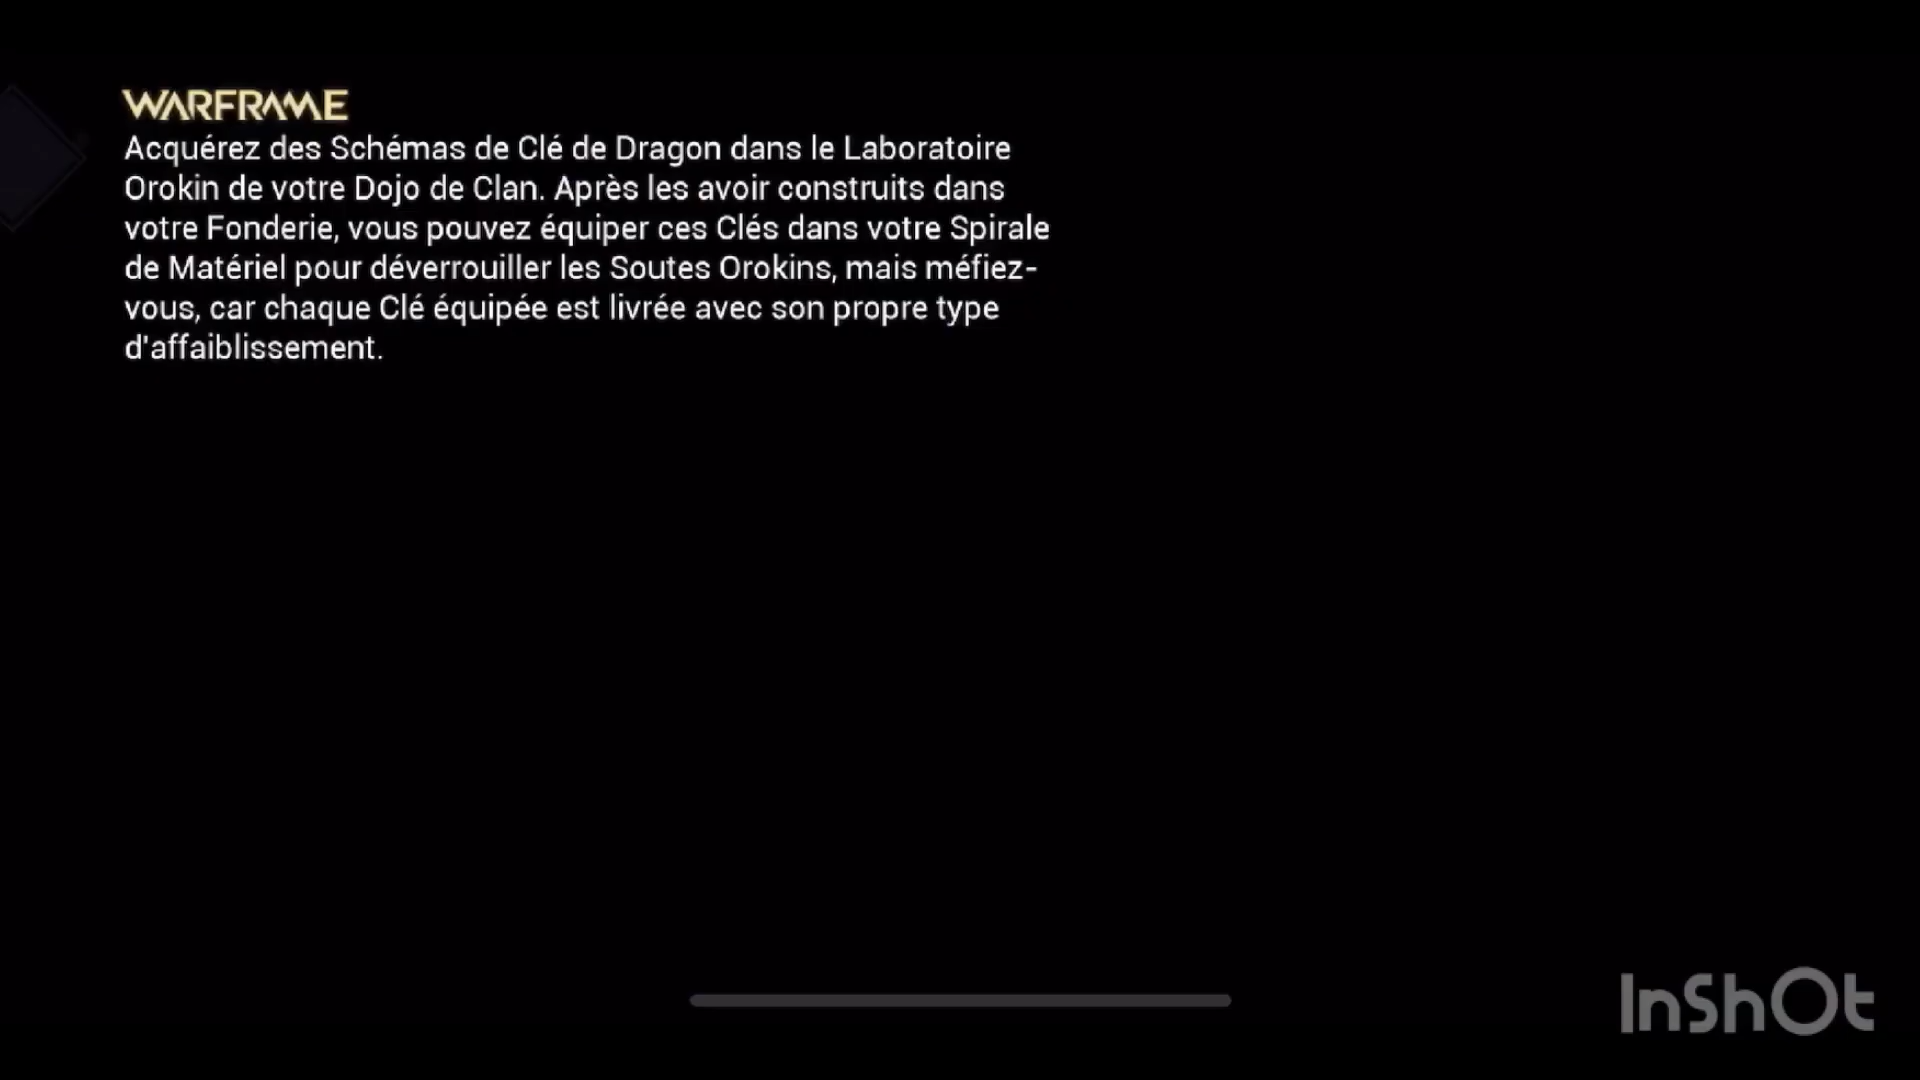 WARFRAME
Acquérez des Schémas de Clé de Dragon dans le Laboratoire
Orokin de votre Dojo de Clan. Après les avoir construits dans
votre Fonderie, vous pouvez équiper ces Clés dans votre Spirale
de Matériel pour déverrouiller les Soutes Orokins, mais méfiez-
vous, car chaque Clé équipée est livrée avec son propre type
d'affaiblissement.
InShOt